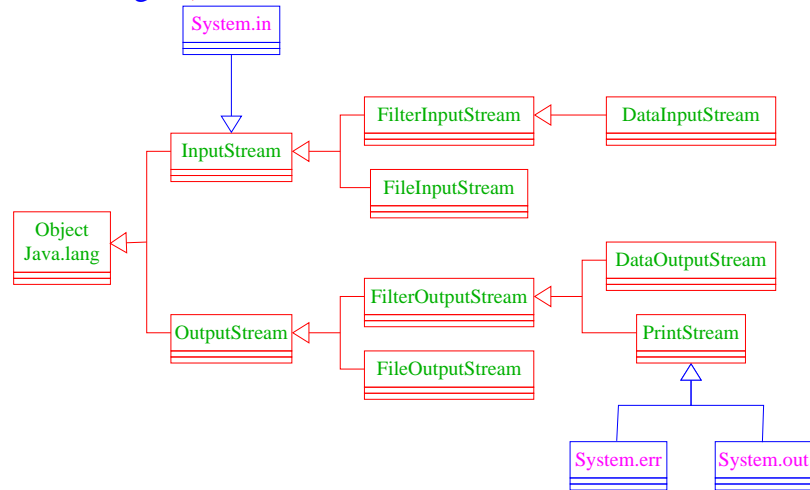 System.in
FilterInputStream
DataInputStream
InputStream
FileInputStream
Object
Java.lang
DataOutputStream
FilterOutputStream
OutputStream
PrintStream
FileOutputStream
System.err
System.out